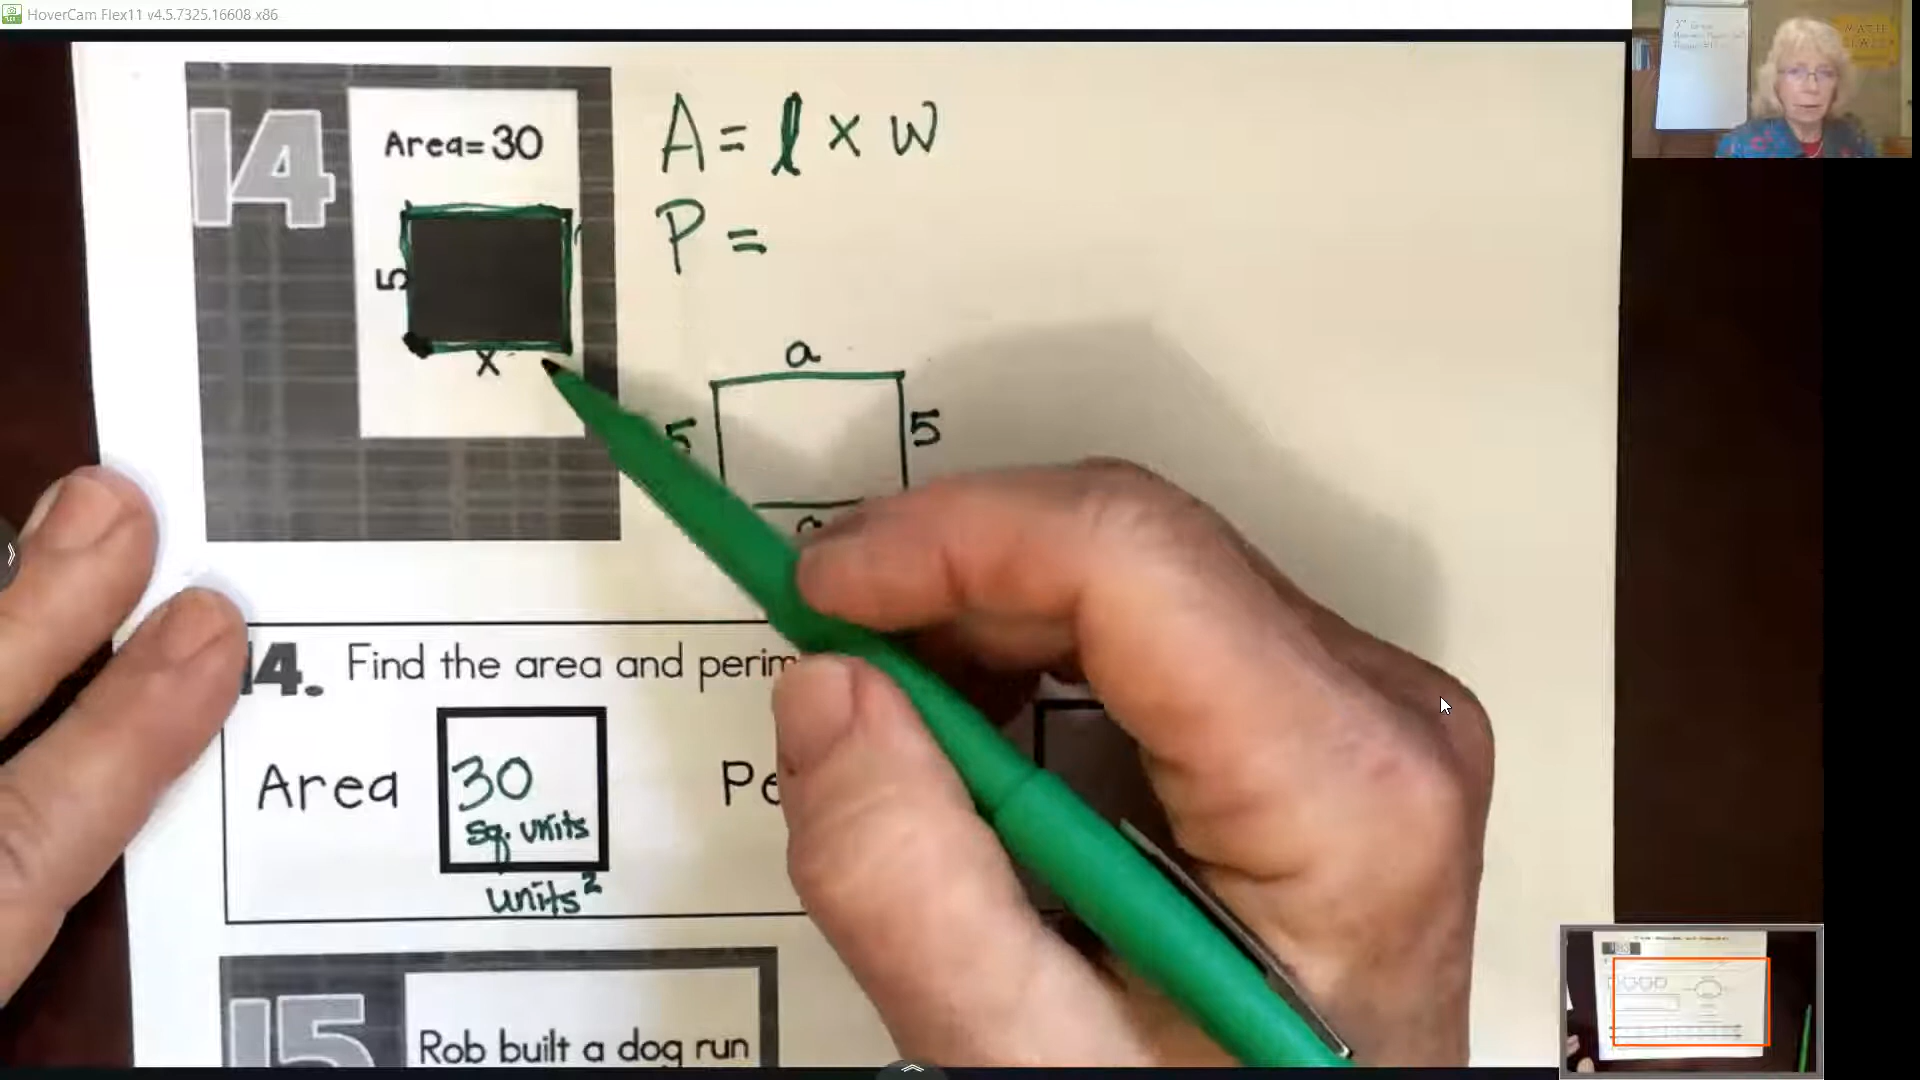 HoverCam Flex11 v4.5.7325.16608 x86
14
Area=30
5
x
A = l x w
P =
a
5
5
a
14. Find the area and perim
Area
30
sq. units
units²
Pe
15
Rob built a dog run
MATH